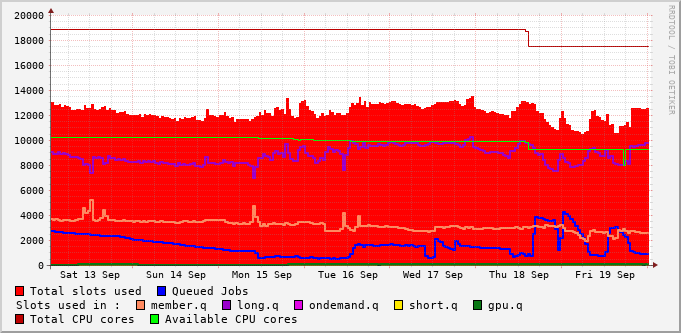 RRDTOOL / TOBI OETIKER
20000
18000
16000
14000
12000
10000
8000
6000
4000
2000
0
Sat 13 Sep Sun 14 Sep Mon 15 Sep Tue 16 Sep Wed 17 Sep Thu 18 Sep Fri 19 Sep
Total slots used Queued Jobs
Slots used in : member.q long.q ondemand.q short.q gpu.q
Total CPU cores Available CPU cores